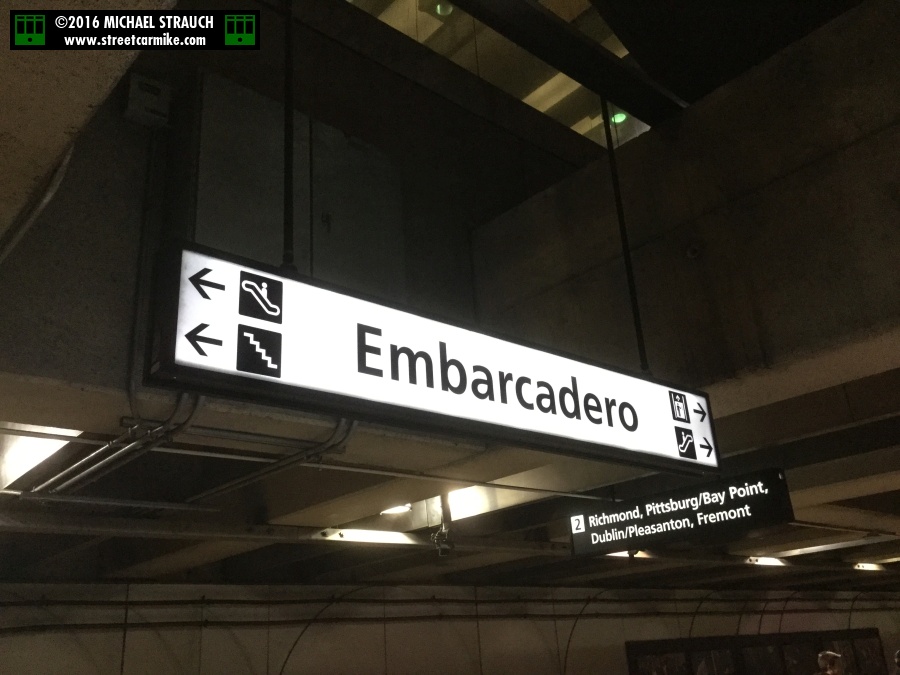 ©2016 MICHAEL STRAUCH
www.streetcarmike.com
Embarcadero
2 Richmond, Pittsburg/Bay Point,
Dublin/Pleasanton, Fremont